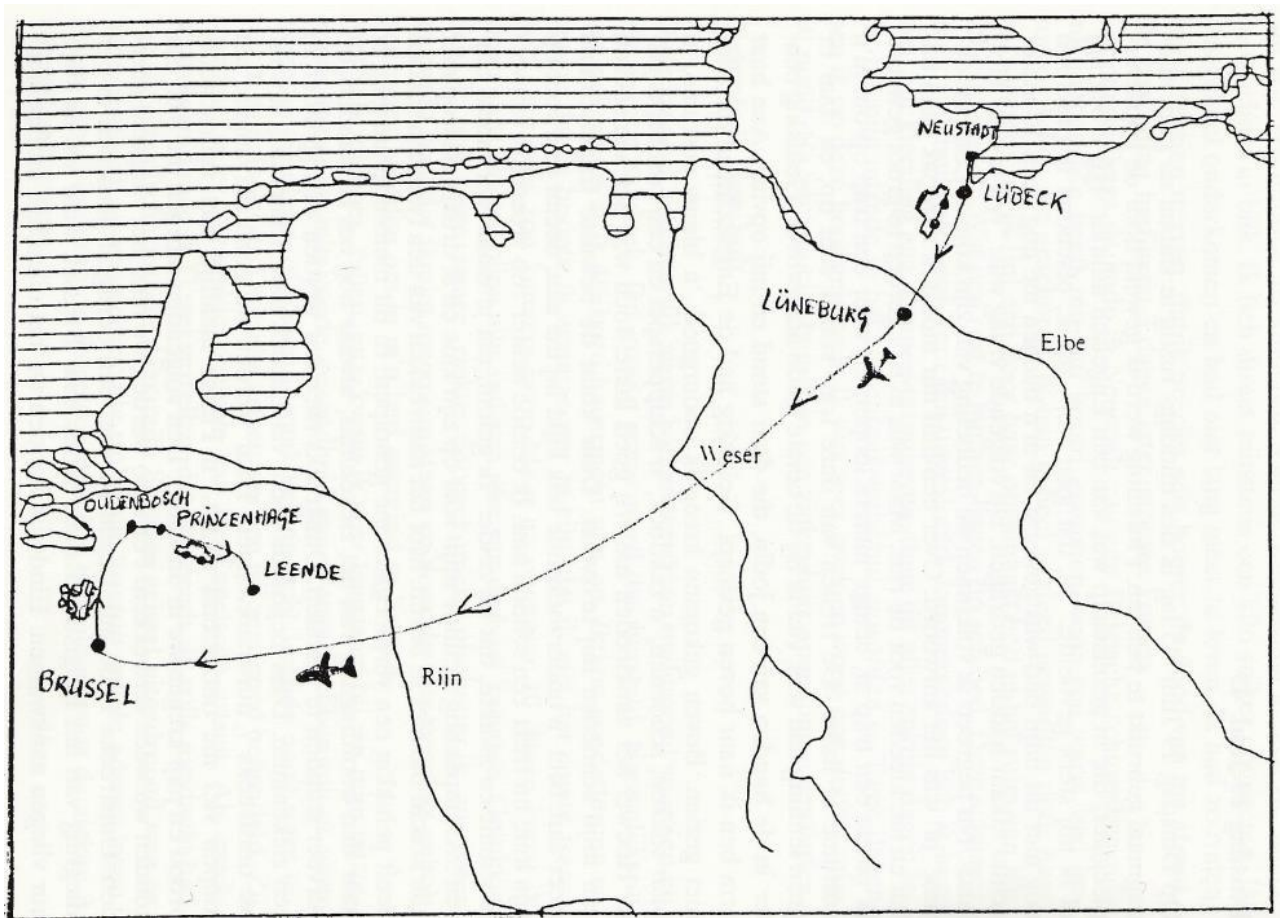 NEUSTADT
LÜBECK
LÜNEBURG
Elbe
Weser
OUDENBOSCH
PRINCENHAGE
LEENDE
Rijn
BRUSSEL